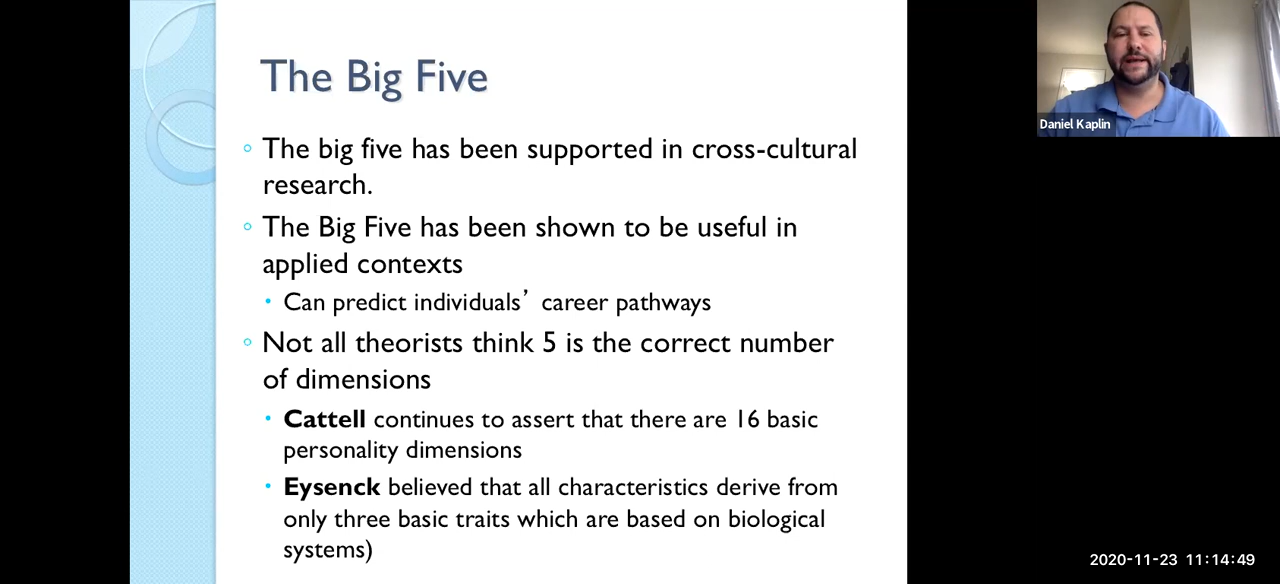 The Big Five
The big five has been supported in cross-cultural
research.
The Big Five has been shown to be useful in
applied contexts
Can predict individuals’ career pathways
Not all theorists think 5 is the correct number
of dimensions
Cattell continues to assert that there are 16 basic
personality dimensions
Eysenck believed that all characteristics derive from
only three basic traits which are based on biological
systems)
Daniel Kaplin
2020-11-23 11:14:49